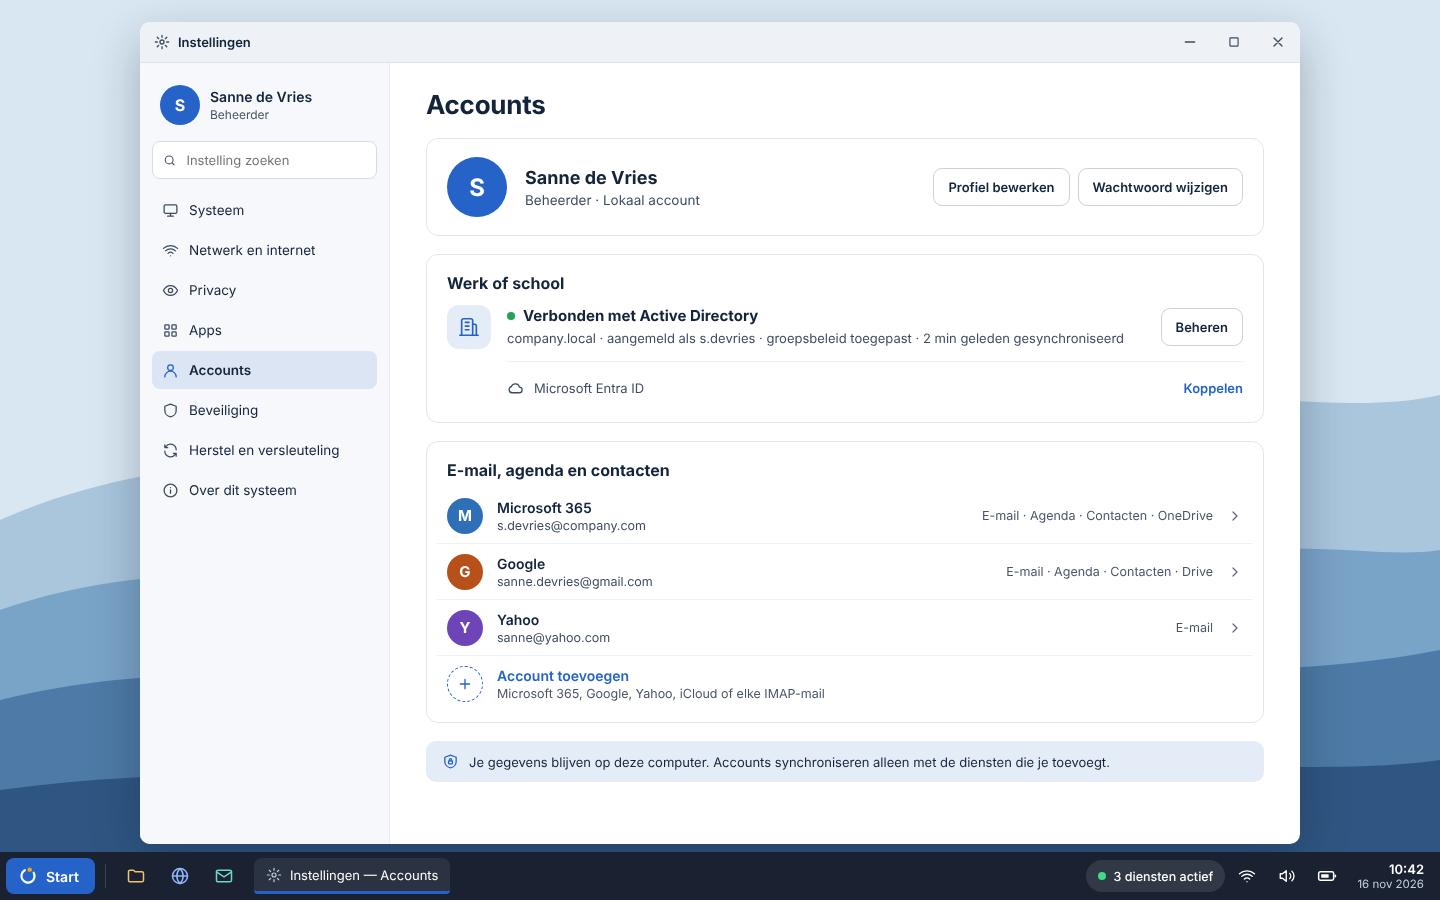 Instellingen
S
Sanne de Vries
Beheerder
Instelling zoeken
Systeem
Netwerk en internet
Privacy
Apps
Accounts
Beveiliging
Herstel en versleuteling
Over dit systeem
Accounts
S
Sanne de Vries
Beheerder · Lokaal account
Profiel bewerken
Wachtwoord wijzigen
Werk of school
Verbonden met Active Directory
company.local · aangemeld als s.devries · groepsbeleid toegepast · 2 min geleden gesynchroniseerd
Beheren
Microsoft Entra ID
Koppelen
E-mail, agenda en contacten
M
Microsoft 365
s.devries@company.com
E-mail · Agenda · Contacten · OneDrive
G
Google
sanne.devries@gmail.com
E-mail · Agenda · Contacten · Drive
Y
Yahoo
sanne@yahoo.com
E-mail
Account toevoegen
Microsoft 365, Google, Yahoo, iCloud of elke IMAP-mail
Je gegevens blijven op deze computer. Accounts synchroniseren alleen met de diensten die je toevoegt.
Start
Instellingen — Accounts
3 diensten actief
10:42
16 nov 2026